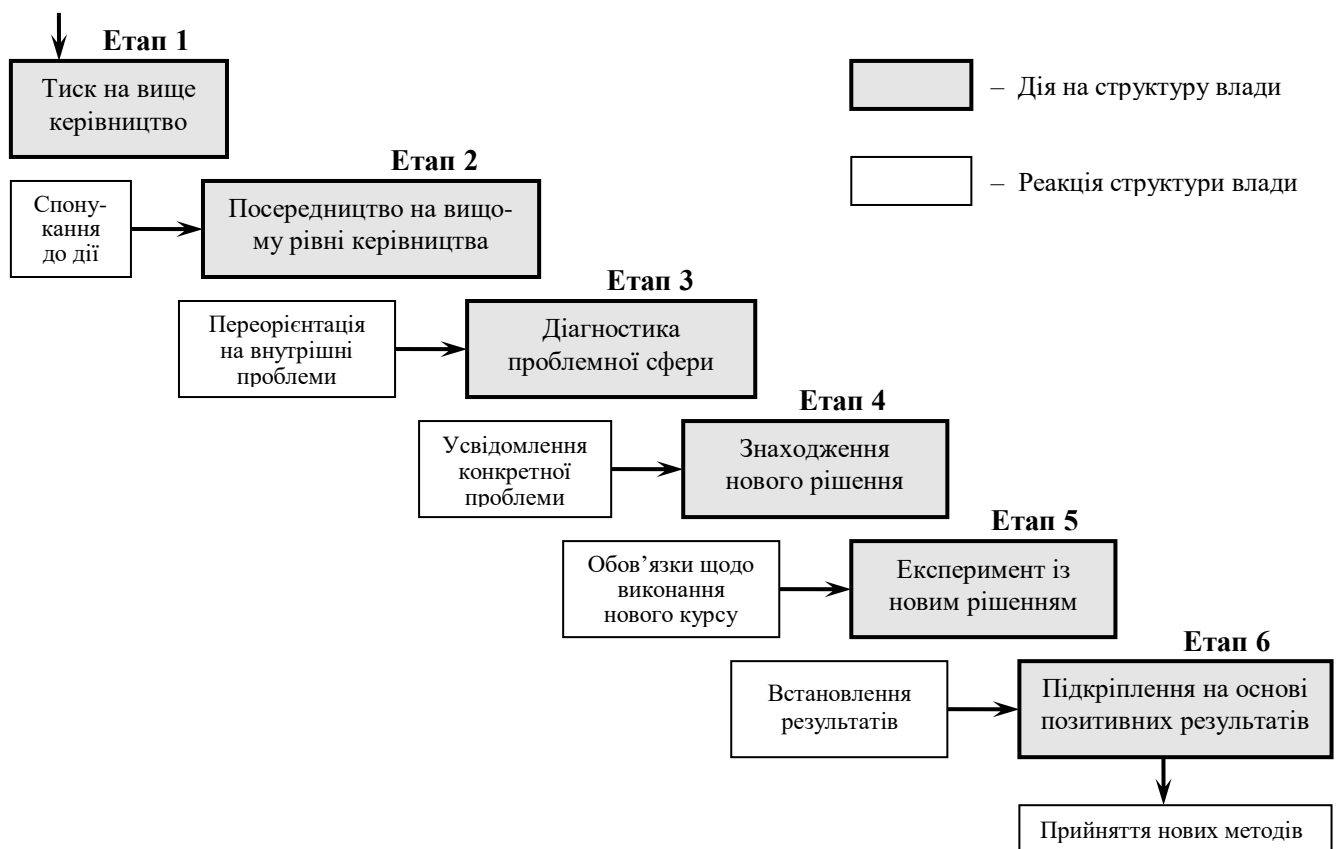 Етап 1
Тиск на вище
керівництво
– Дія на структуру влади
Етап 2
– Реакція структури влади
Спону-
кання
до дії
Посередництво на вищо-
му рівні керівництва
Етап 3
Переорієнтація
на внутрішні
проблеми
Діагностика
проблемної сфери
Етап 4
Усвідомлення
конкретної
проблеми
Знаходження
нового рішення
Етап 5
Обов’язки щодо
виконання
нового курсу
Експеримент із
новим рішенням
Етап 6
Встановлення
результатів
Підкріплення на основі
позитивних результатів
Прийняття нових методів